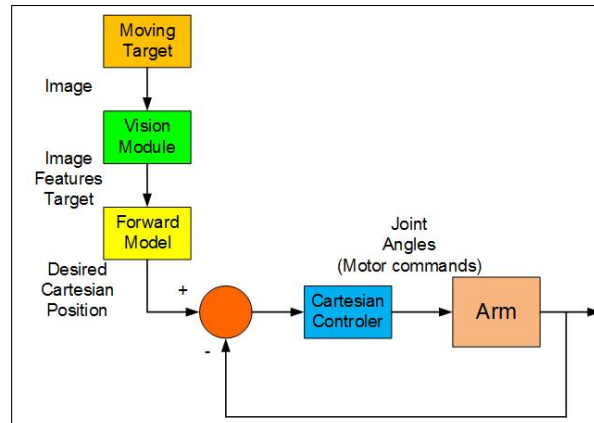 Moving
Target
Image
Vision
Module
Image
Features
Target
Forward
Model
Desired
Cartesian
Position
+
-
Joint
Angles
(Motor commands)
Cartesian
Controler
Arm